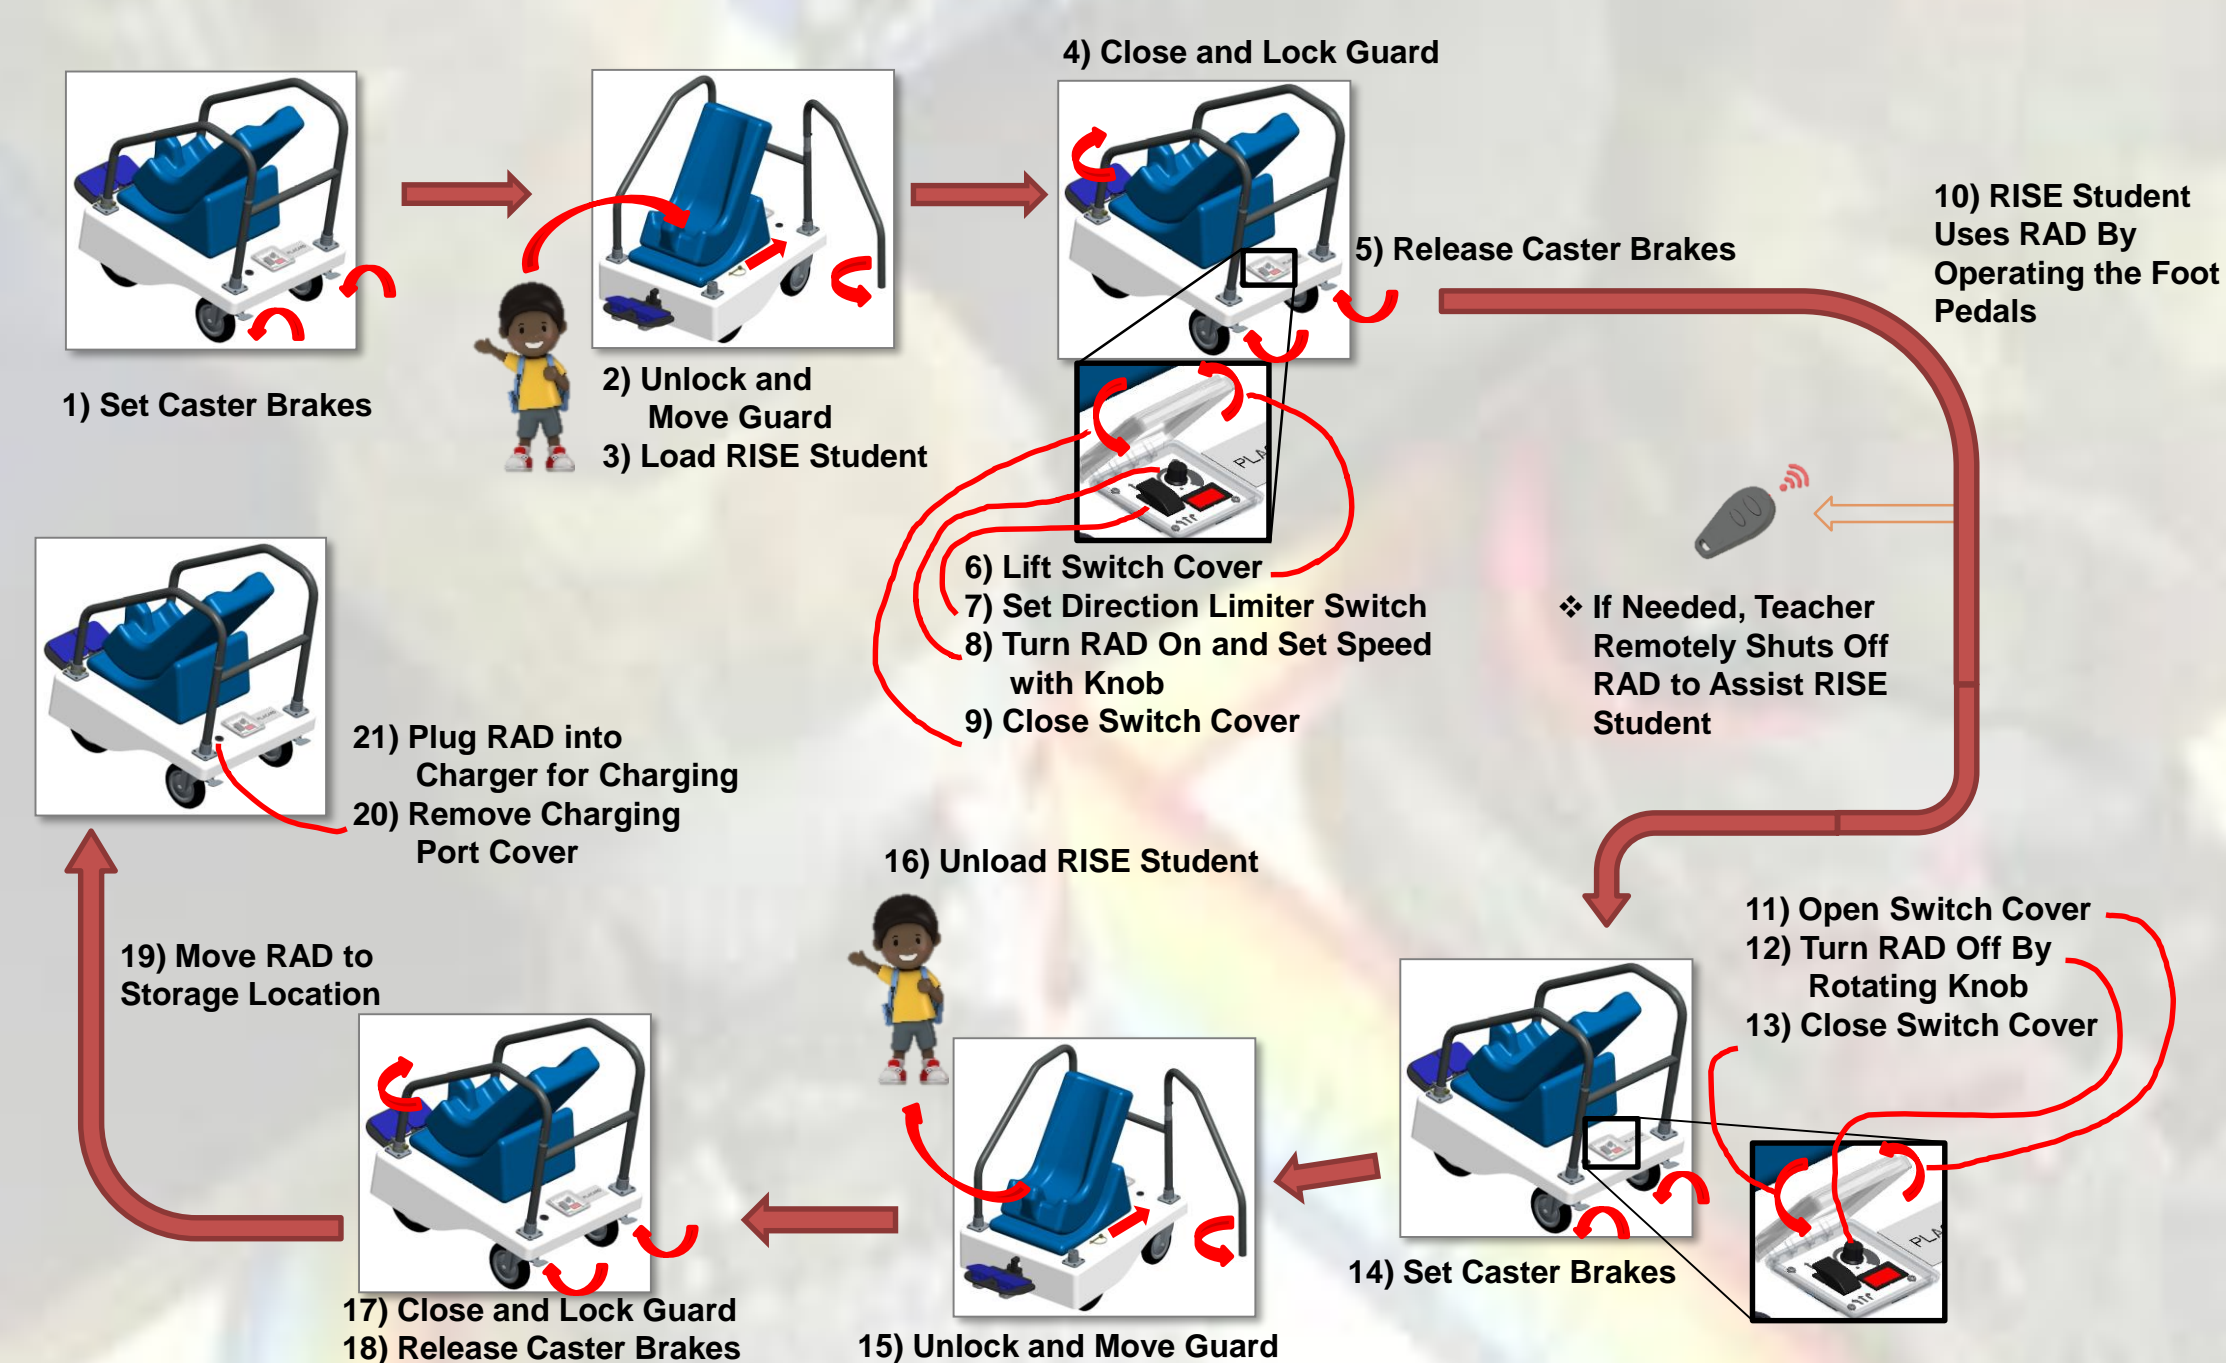 1) Set Caster Brakes
2) Unlock and
Move Guard
3) Load RISE Student
4) Close and Lock Guard
5) Release Caster Brakes
PLA
6) Lift Switch Cover
7) Set Direction Limiter Switch
8) Turn RAD On and Set Speed
with Knob
9) Close Switch Cover
10) RISE Student
Uses RAD By
Operating the Foot
Pedals
❖ If Needed, Teacher
Remotely Shuts Off
RAD to Assist RISE
Student
11) Open Switch Cover
12) Turn RAD Off By
Rotating Knob
13) Close Switch Cover
PLA
14) Set Caster Brakes
15) Unlock and Move Guard
16) Unload RISE Student
17) Close and Lock Guard
18) Release Caster Brakes
19) Move RAD to
Storage Location
21) Plug RAD into
Charger for Charging
20) Remove Charging
Port Cover